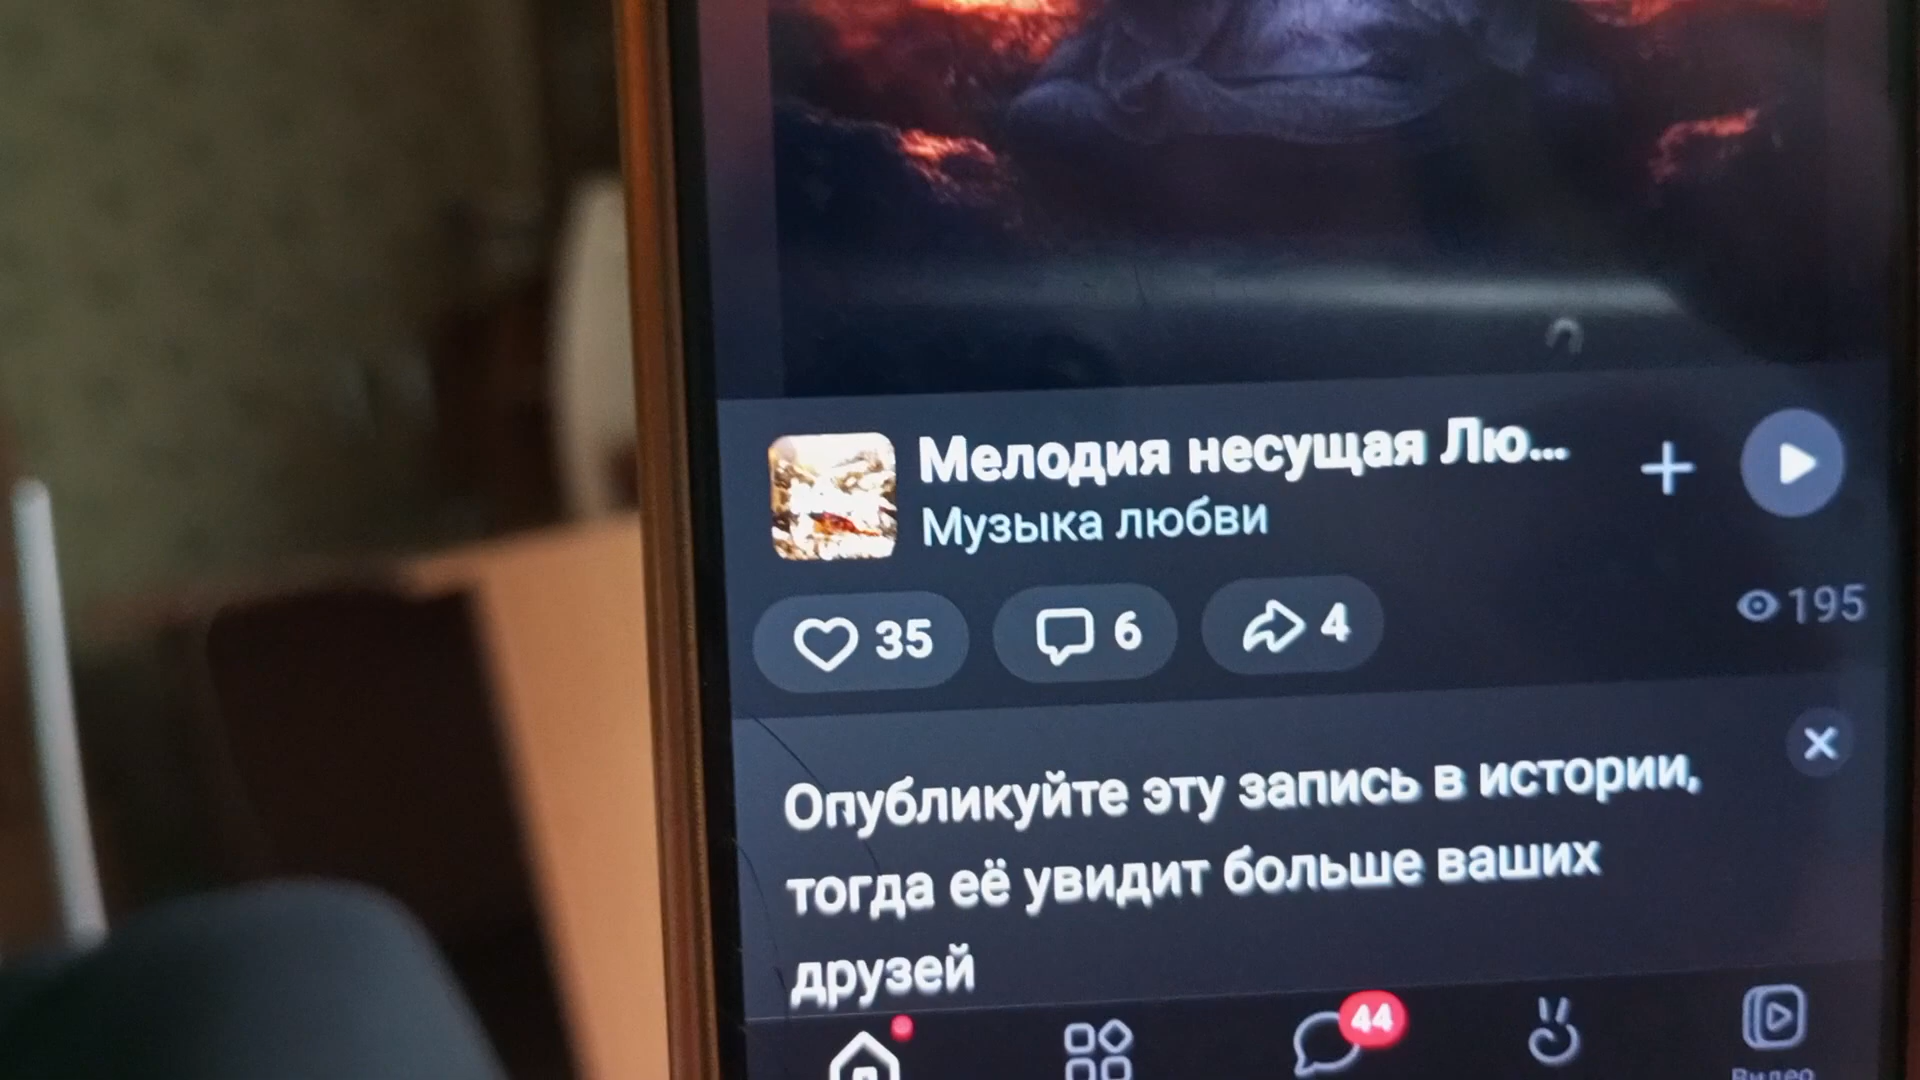 Мелодия несущая Лю...
Музыка любви
35 6 4 195
Опубликуйте эту запись в истории,
тогда её увидит больше ваших
друзей
44
Видео